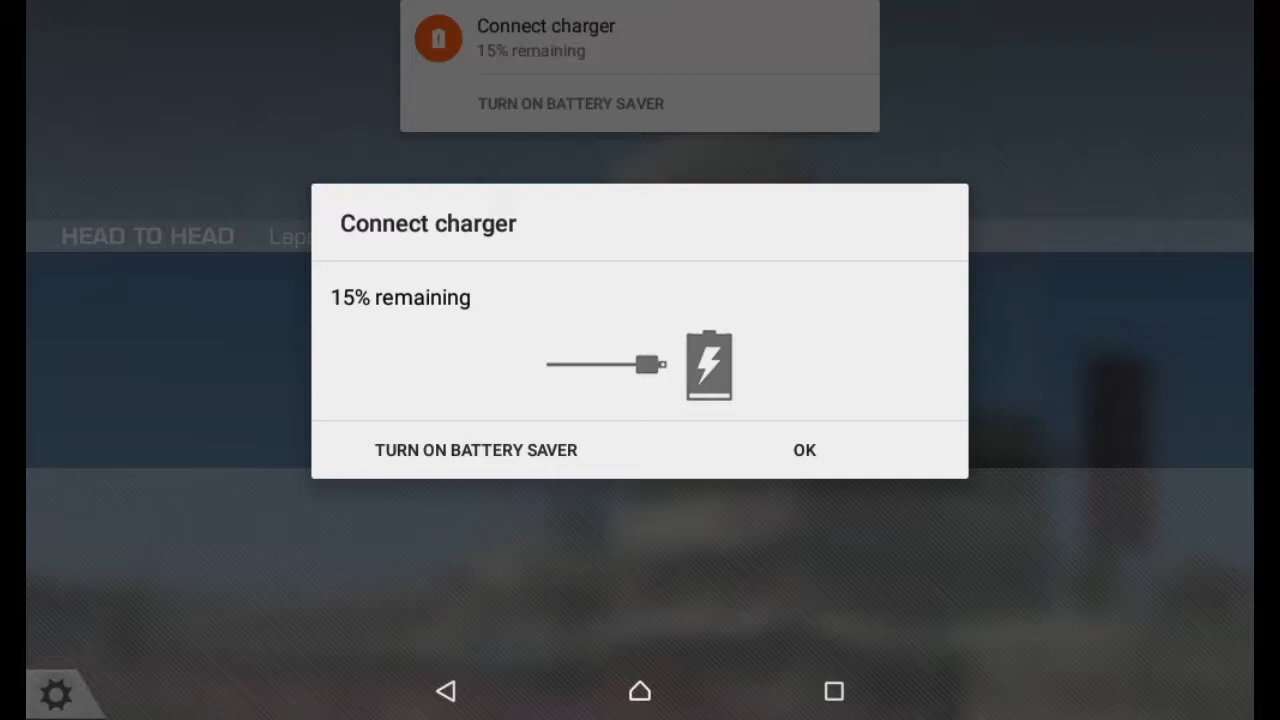 Connect charger
15% remaining
TURN ON BATTERY SAVER
HEAD TO HEAD
Connect charger
15% remaining
TURN ON BATTERY SAVER OK